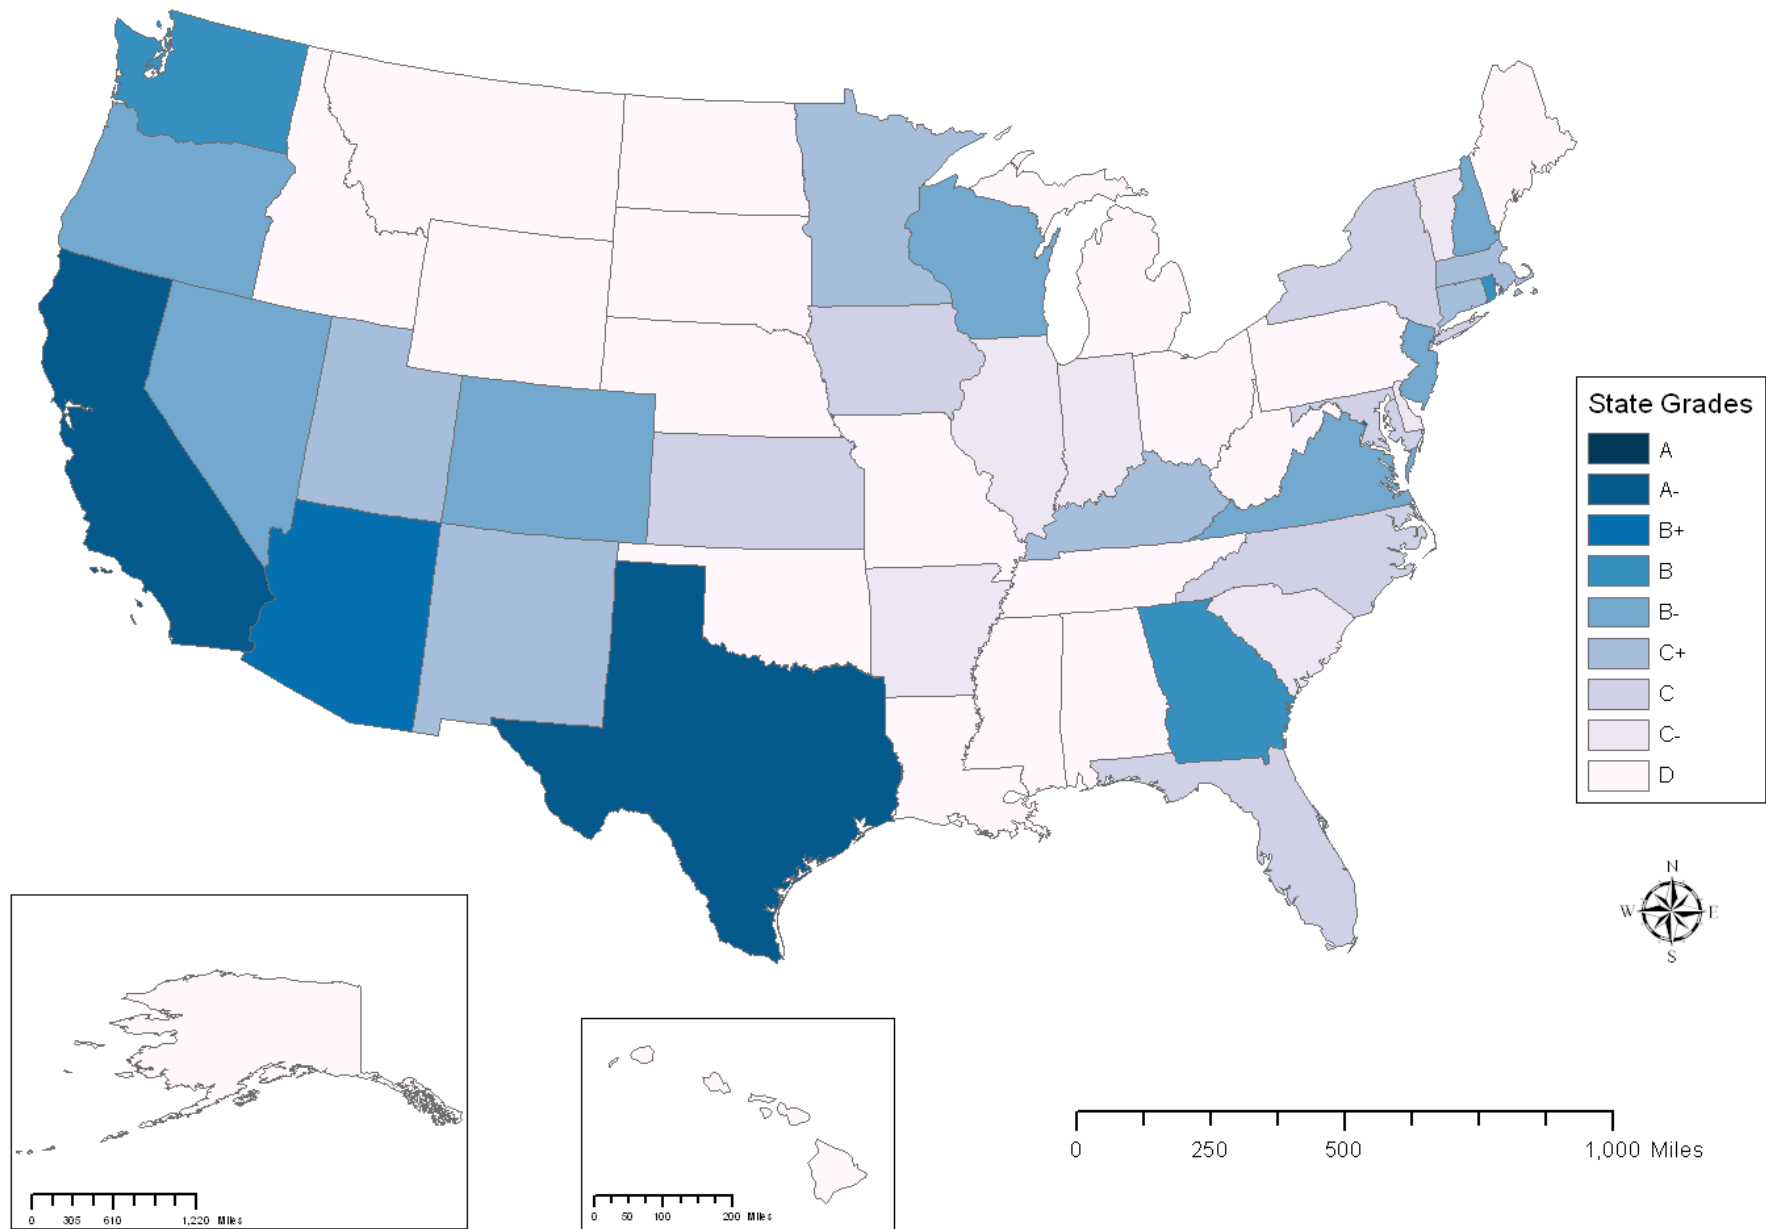 State Grades
A
A-
B+
B
B-
C+
C
C-
D
N
W E
S
0 250 500 1,000 Miles
0 305 610 1,220 Miles
0 50 100 200 Miles